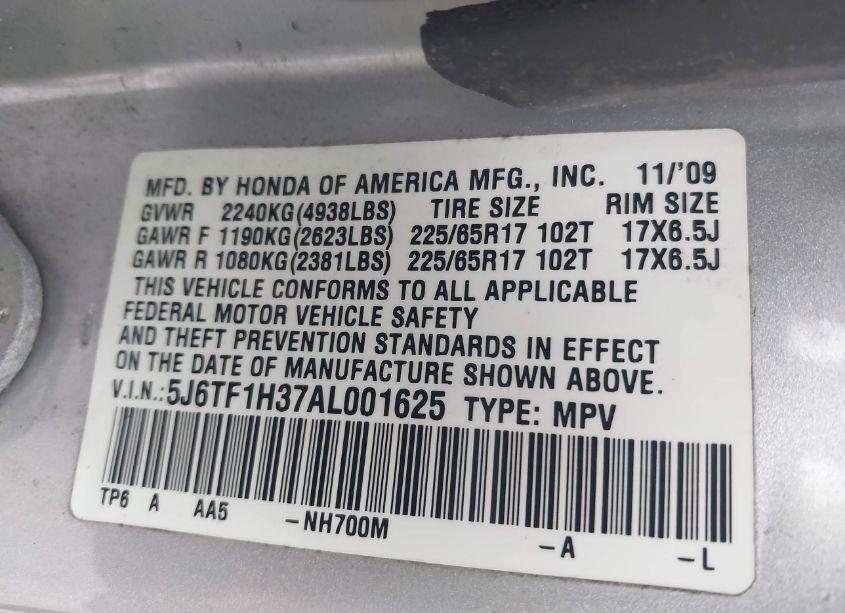 MFD. BY HONDA OF AMERICA MFG., INC. 11/'09
GVWR 2240KG(4938LBS) TIRE SIZE RIM SIZE
GAWR F 1190KG(2623LBS) 225/65R17 102T 17X6.5J
GAWR R 1080KG(2381LBS) 225/65R17 102T 17X6.5J
THIS VEHICLE CONFORMS TO ALL APPLICABLE
FEDERAL MOTOR VEHICLE SAFETY
AND THEFT PREVENTION STANDARDS IN EFFECT
ON THE DATE OF MANUFACTURE SHOWN ABOVE.
V.I.N.:5J6TF1H37AL001625 TYPE: MPV
TP6 A AA5 -NH700M -A -L